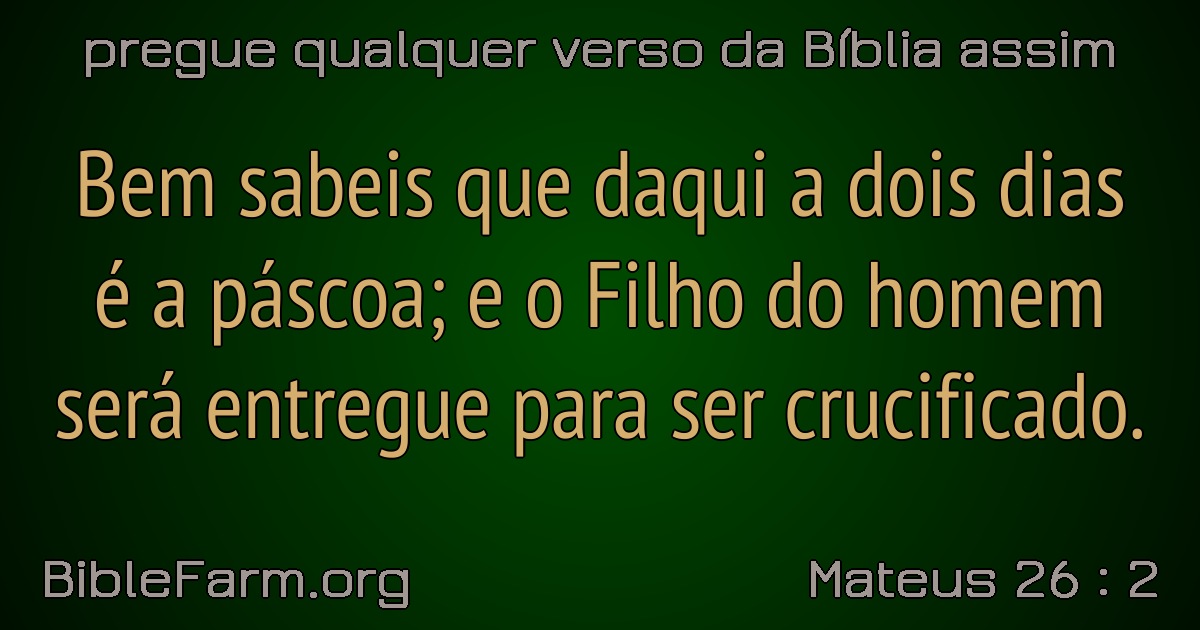 pregue qualquer verso da Bíblia assim
Bem sabeis que daqui a dois dias
é a páscoa; e o Filho do homem
será entregue para ser crucificado.
BibleFarm.org
Mateus 26 : 2